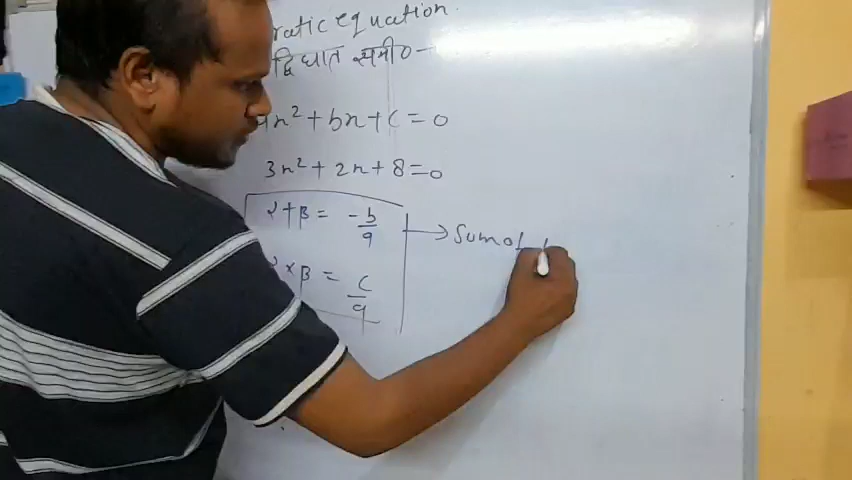 ratic equation.
द्विघात समी०-
ax² + bx + c = 0
3x² + 2x + 8 = 0
α + β = -b/a → Sum of
α × β = c/a